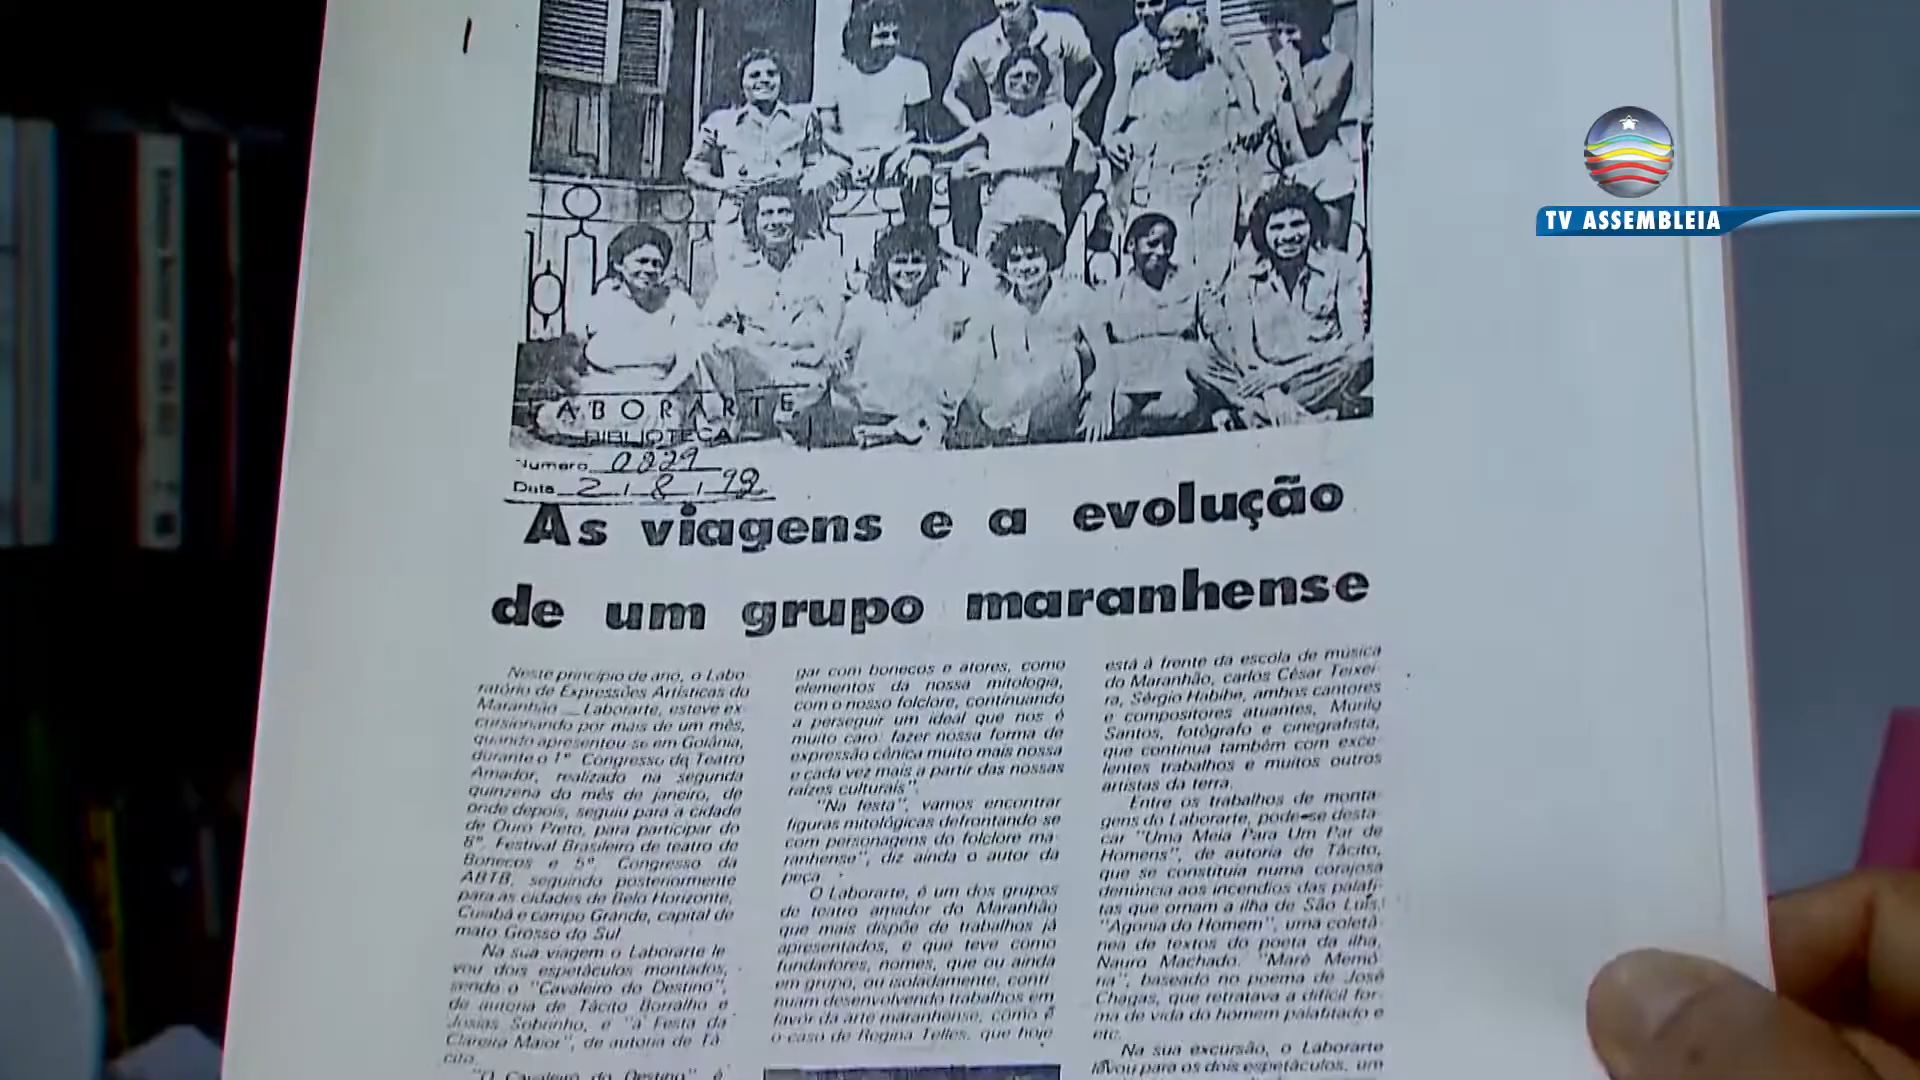 TV ASSEMBLEIA
LABORARTE
BIBLIOTECA
Numero 0229
Data 2 / 8 / 92
As viagens e a evolução
de um grupo maranhense
Neste princípio de ano, o Labo-
ratório de Expressões Artísticas do
Maranhão _ Laborarte, esteve ex-
cursionando por mais de um mês,
quando apresentou-se em Goiânia,
durante o 1º Congresso do Teatro
Amador, realizado na segunda
quinzena do mês de janeiro, de
onde depois, seguiu para a cidade
de Ouro Preto, para participar do
Festival Brasileiro de teatro de
Bonecos e 5º. Congresso da
ABTB, seguindo posteriormente
para as cidades de Belo Horizonte,
Cuiabá e campo Grande, capital de
mato Grosso do Sul
Na sua viagem o Laborarte le-
vou dois espetáculos montados,
sendo o "Cavaleiro do Destino",
de autoria de Tácito Borralho e
Josias Sobrinho, e "a Festa da
Clareira Maior", de autoria de Tá-
cito.
"O Cavaleiro do Destino" é
gar com bonecos e atores, como
elementos da nossa mitologia,
com o nosso folclore, continuando
a perseguir um ideal que nos é
muito caro: fazer nossa forma de
expressão cênica muito mais nossa
e cada vez mais a partir das nossas
raízes culturais".
"Na festa", vamos encontrar
figuras mitológicas defrontando-se
com personagens do folclore ma-
ranhense", diz ainda o autor da
peça.
O Laborarte, é um dos grupos
de teatro amador do Maranhão
que mais dispõe de trabalhos já
apresentados, e que teve como
fundadores, nomes, que ou ainda
em grupo, ou isoladamente, conti-
nuam desenvolvendo trabalhos em
favor da arte maranhense, como é
o caso de Regina Telles, que hoje
está à frente da escola de música
do Maranhão, carlos César Teixei-
ra, Sérgio Habibe, ambos cantores
e compositores atuantes, Murilo
Santos, fotógrafo e cinegrafista,
que continua também com exce-
lentes trabalhos e muitos outros
artistas da terra.
Entre os trabalhos de monta-
gens do Laborarte, pode-se desta-
car "Uma Meia Para Um Par de
Homens", de autoria de Tácito,
que se constituia numa corajosa
denúncia aos incendios das palafi-
tas que ornam a ilha de São Luís,
"Agonia do Homem", uma coletâ-
nea de textos do poeta da ilha,
Nauro Machado. "Maré Memó-
ria", baseado no poema de José
Chagas, que retratava a dificil for-
ma de vida do homem palafitado e
etc.
Na sua excursão, o Laborarte
levou para os dois espetáculos, um